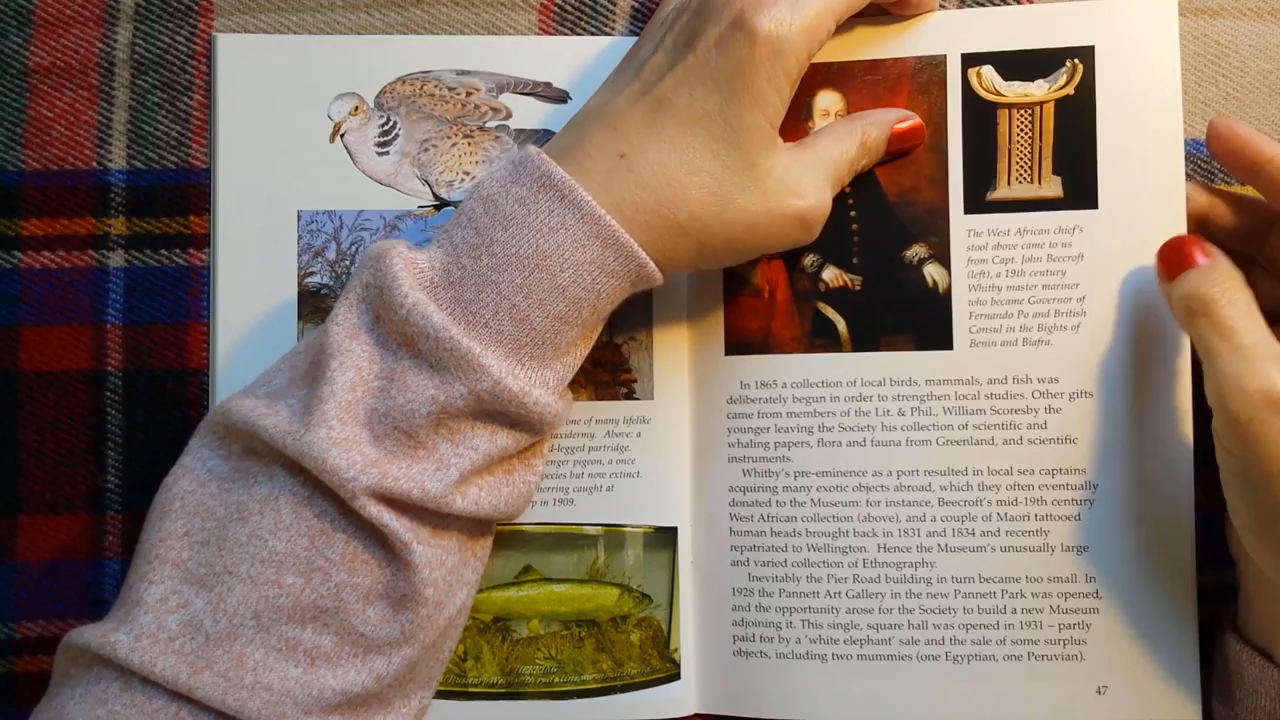 one of many lifelike
taxidermy. Above: a
d-legged partridge.
enger pigeon, a once
pecies but now extinct.
herring caught at
p in 1909.
HERRING
The West African chief's
stool above came to us
from Capt. John Beecroft
(left), a 19th century
Whitby master mariner
who became Governor of
Fernando Po and British
Consul in the Bights of
Benin and Biafra.
In 1865 a collection of local birds, mammals, and fish was
deliberately begun in order to strengthen local studies. Other gifts
came from members of the Lit. & Phil., William Scoresby the
younger leaving the Society his collection of scientific and
whaling papers, flora and fauna from Greenland, and scientific
instruments.
Whitby's pre-eminence as a port resulted in local sea captains
acquiring many exotic objects abroad, which they often eventually
donated to the Museum: for instance, Beecroft's mid-19th century
West African collection (above), and a couple of Maori tattooed
human heads brought back in 1831 and 1834 and recently
repatriated to Wellington. Hence the Museum's unusually large
and varied collection of Ethnography.
Inevitably the Pier Road building in turn became too small. In
1928 the Pannett Art Gallery in the new Pannett Park was opened,
and the opportunity arose for the Society to build a new Museum
adjoining it. This single, square hall was opened in 1931 – partly
paid for by a 'white elephant' sale and the sale of some surplus
objects, including two mummies (one Egyptian, one Peruvian).
47